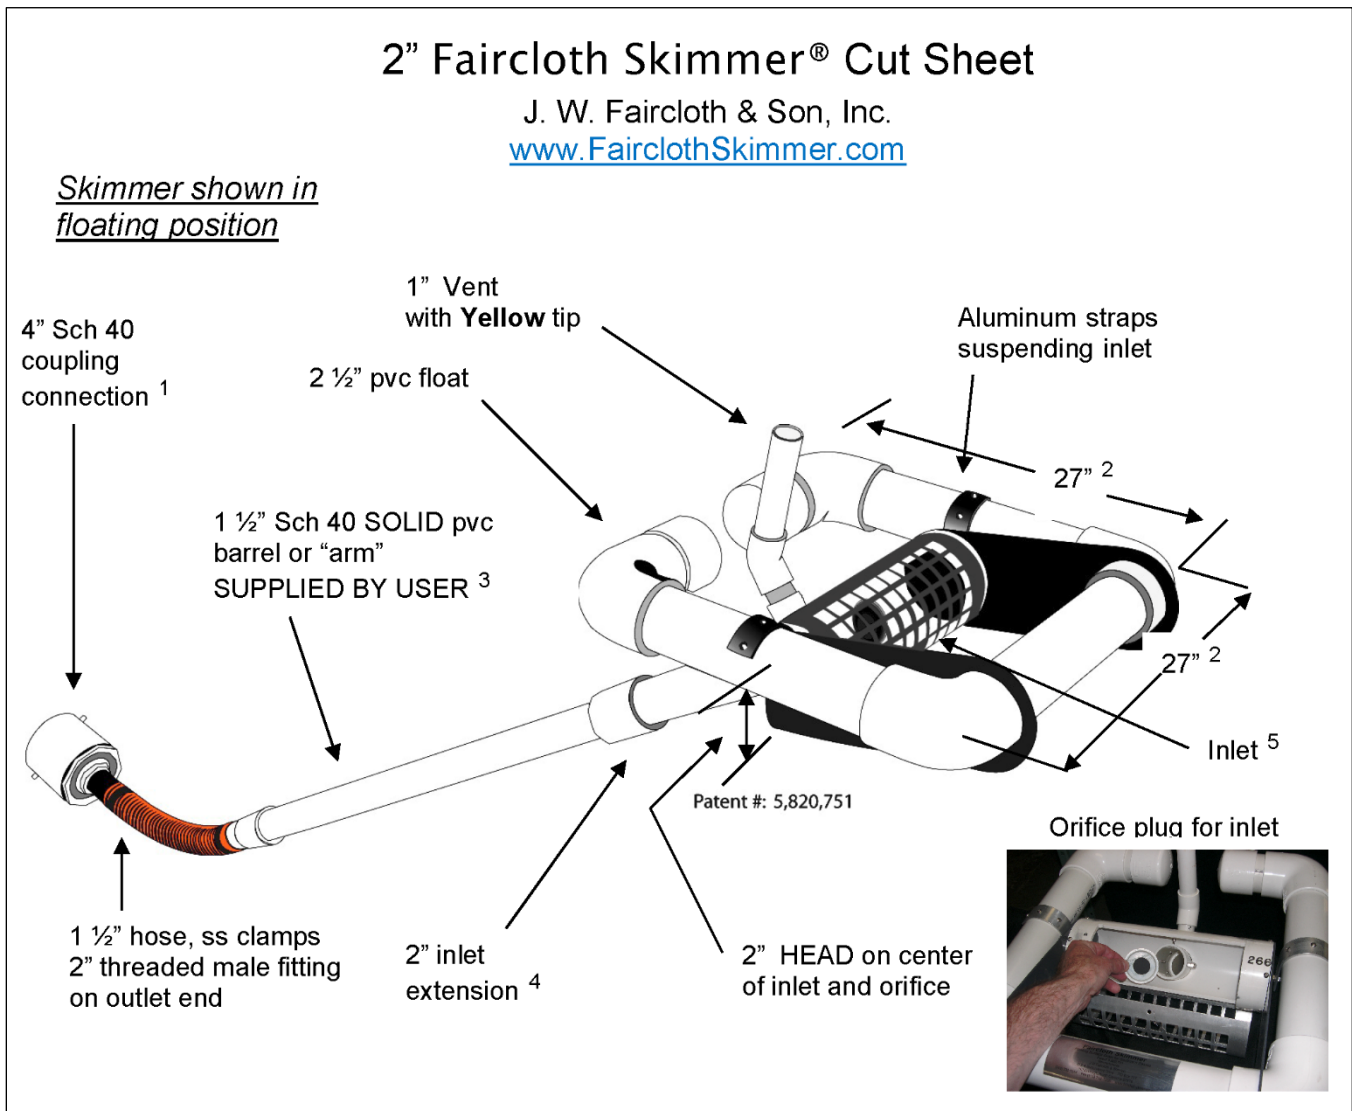 2” Faircloth Skimmer® Cut Sheet
J. W. Faircloth & Son, Inc.
www.FairclothSkimmer.com
Skimmer shown in
floating position
1” Vent
with Yellow tip
Aluminum straps
suspending inlet
4” Sch 40
coupling
connection 1
2 ½” pvc float
27” 2
1 ½” Sch 40 SOLID pvc
barrel or “arm”
SUPPLIED BY USER 3
27” 2
Inlet 5
Patent #: 5,820,751
Orifice plug for inlet
1 ½” hose, ss clamps
2” threaded male fitting
on outlet end
2” inlet
extension 4
2” HEAD on center
of inlet and orifice
266